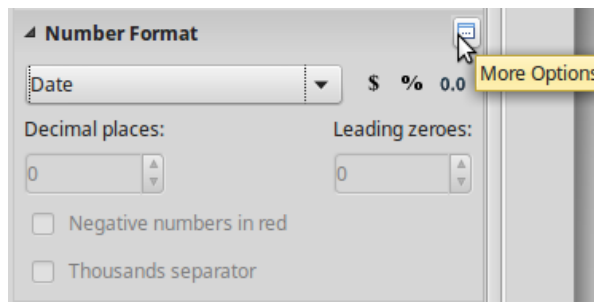 Number Format
More Options
Date
$ % 0.0
Decimal places: Leading zeroes:
0 0
Negative numbers in red
Thousands separator